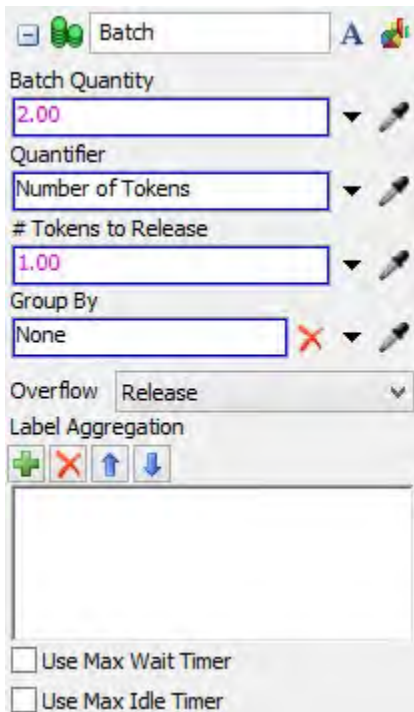 Batch A
Batch Quantity
2.00
Quantifier
Number of Tokens
# Tokens to Release
1.00
Group By
None
Overflow Release
Label Aggregation
Use Max Wait Timer
Use Max Idle Timer